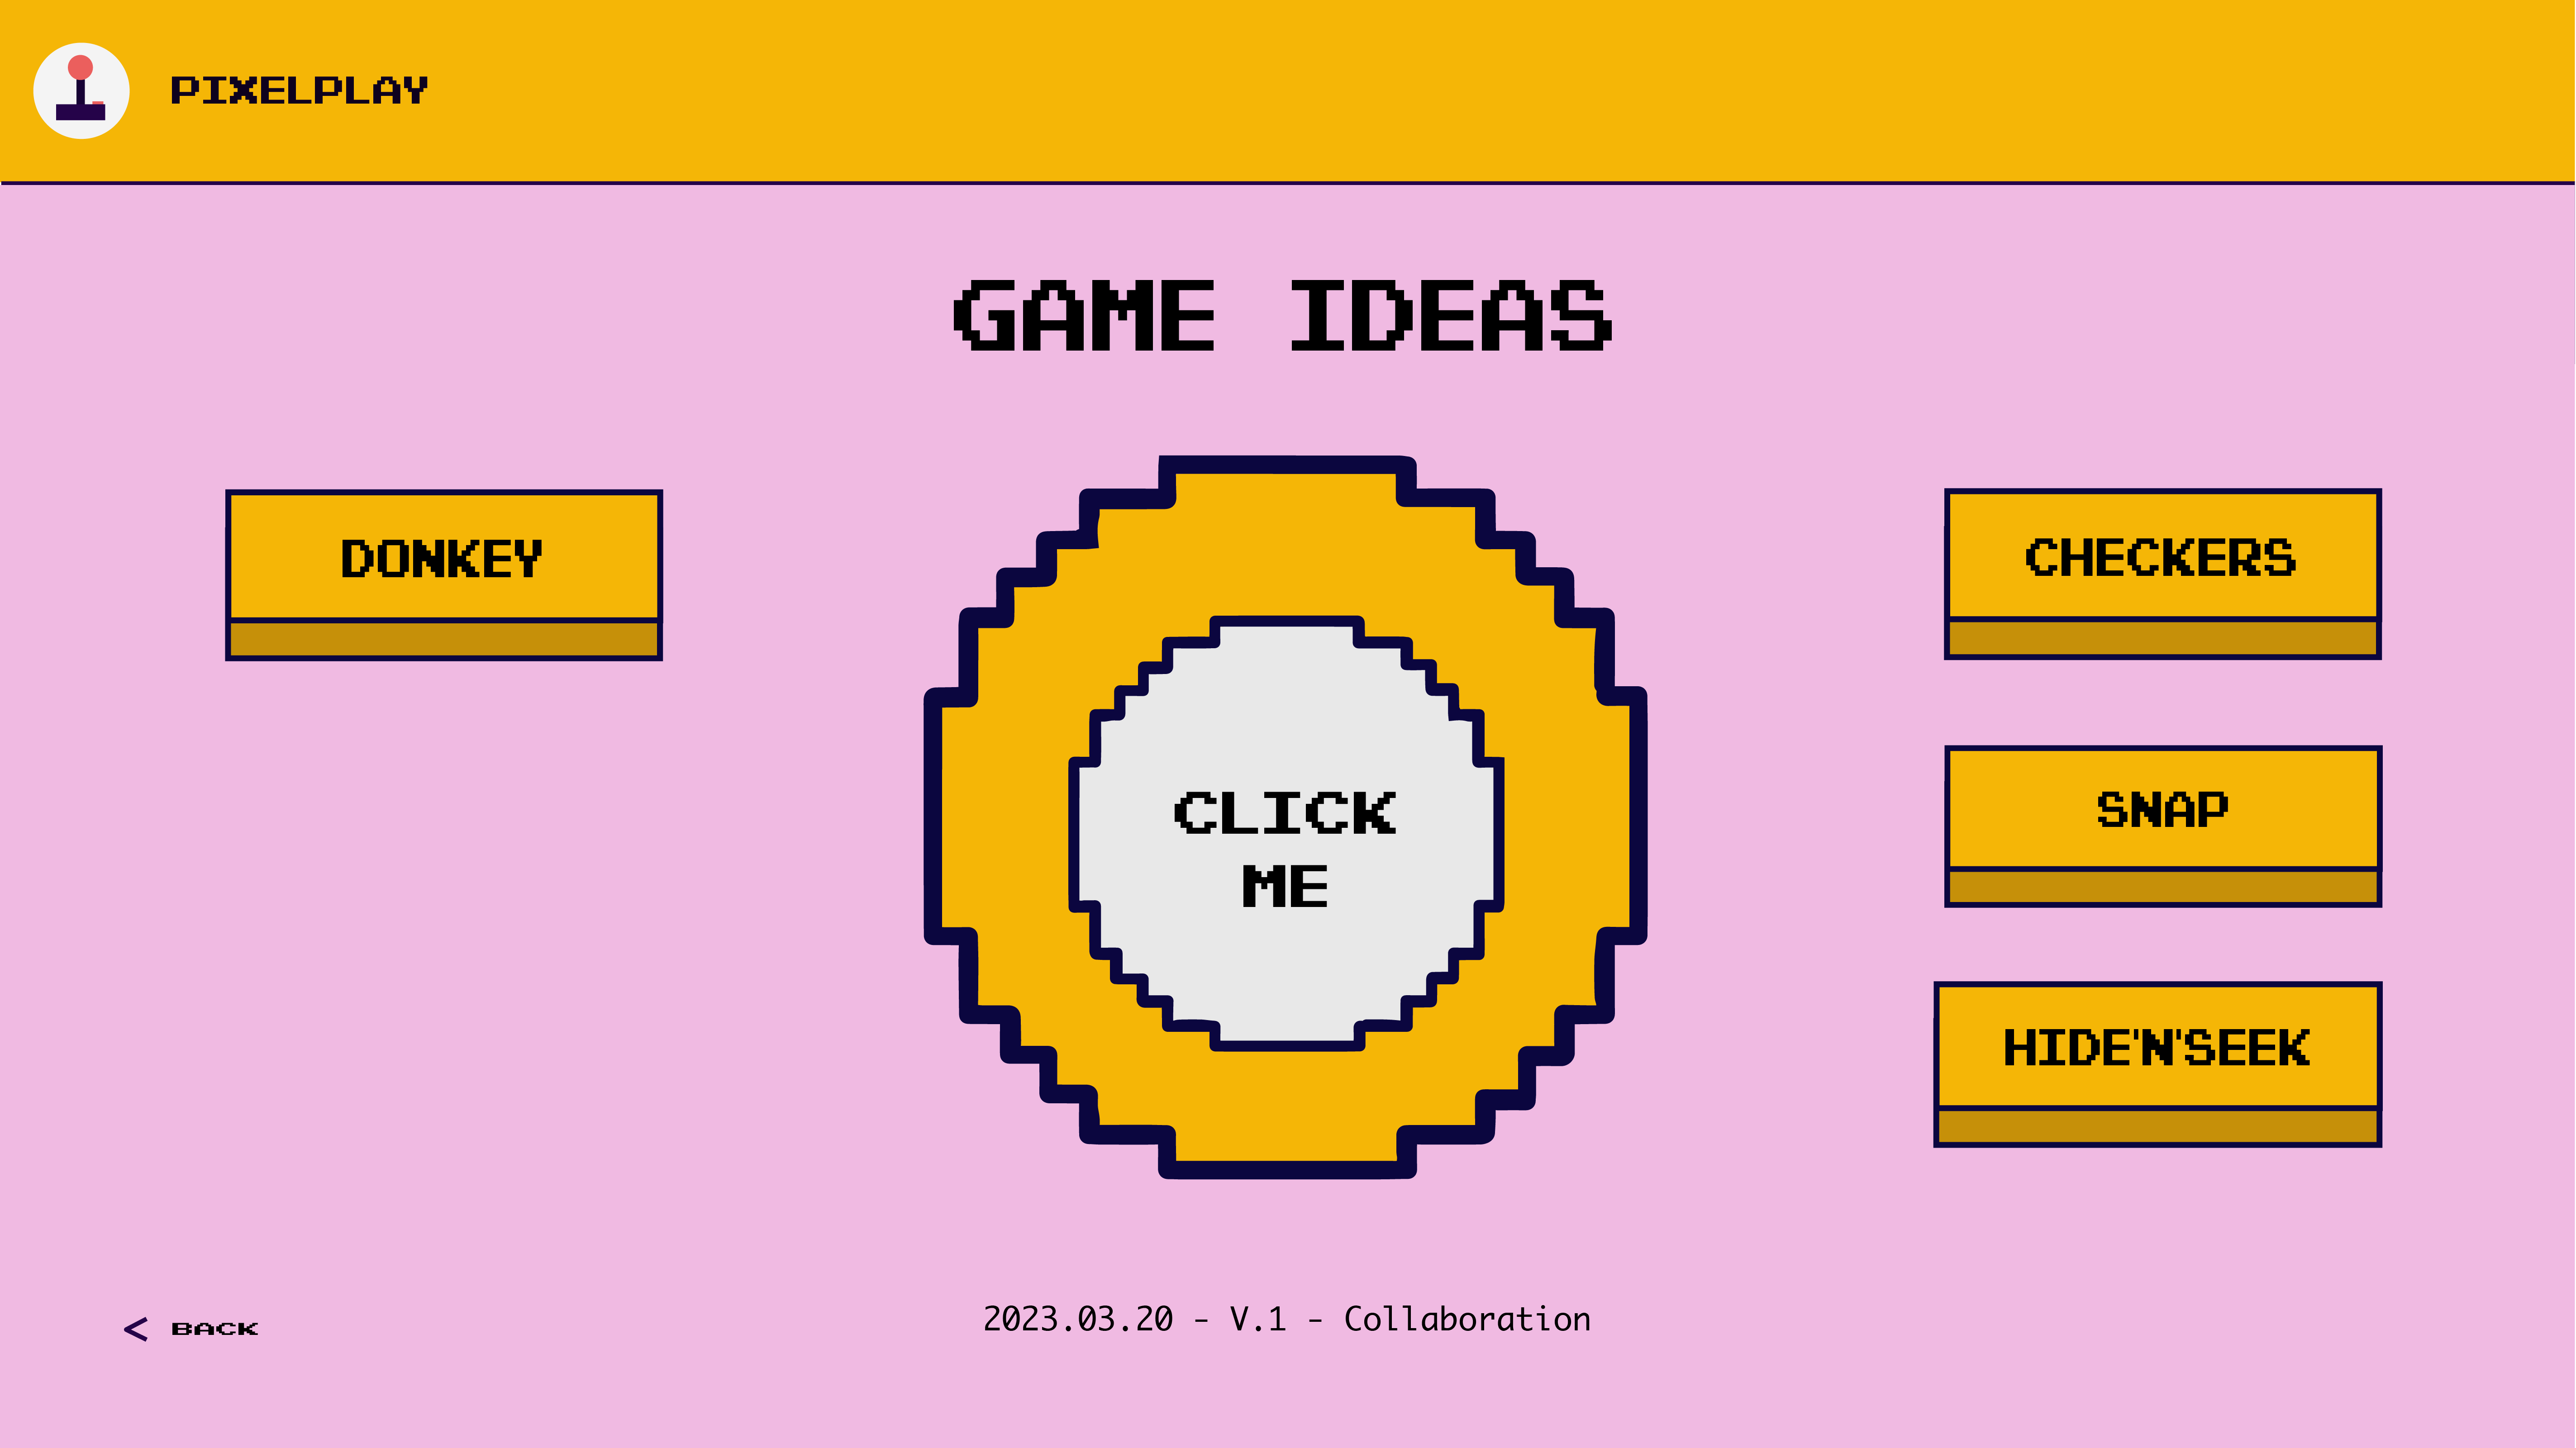 PIXELPLAY
GAME IDEAS
DONKEY
CLICK
ME
CHECKERS
SNAP
HIDE'N'SEEK
< BACK
2023.03.20 - V.1 - Collaboration